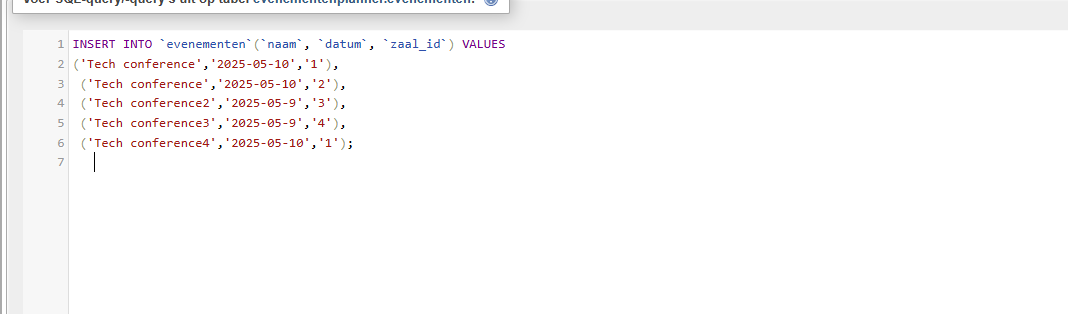 Voer SQL-query/-query's uit op tabel evenementenplanner.evenementen:
1 INSERT INTO `evenementen`(`naam`, `datum`, `zaal_id`) VALUES
2 ('Tech conference','2025-05-10','1'),
3 ('Tech conference','2025-05-10','2'),
4 ('Tech conference2','2025-05-9','3'),
5 ('Tech conference3','2025-05-9','4'),
6 ('Tech conference4','2025-05-10','1');
7